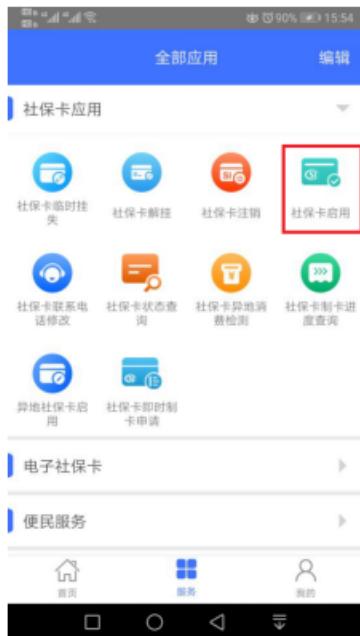 90% 15:54
全部应用 编辑
社保卡应用
社保卡临时挂失 社保卡解挂 社保卡注销 社保卡启用
社保卡联系电话修改 社保卡状态查询 社保卡异地消费检测 社保卡制卡进度查询
异地社保卡启用 社保卡即时制卡申请
电子社保卡
便民服务
首页 服务 我的